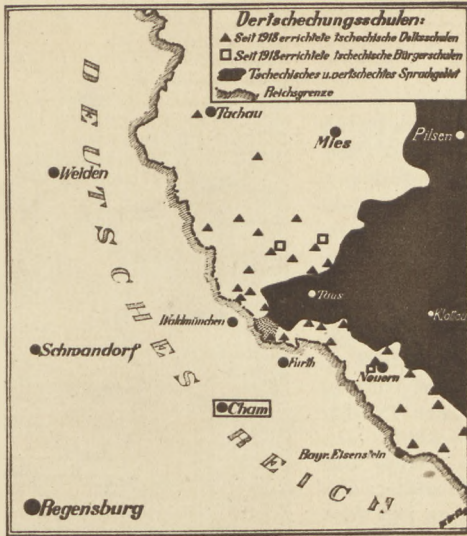 Vertschechungsschulen:
Seit 1918 errichtete tschechische Volksschulen
Seit 1918 errichtete tschechische Bürgerschulen
Tschechisches u. vertschechtes Sprachgebiet
Reichsgrenze
DEUTSCHES REICH
Tachau
Mies
Pilsen
Weiden
Taus
Klattau
Waldmünchen
Schwandorf
Furth
Neuern
Cham
Bayr. Eisenstein
Regensburg